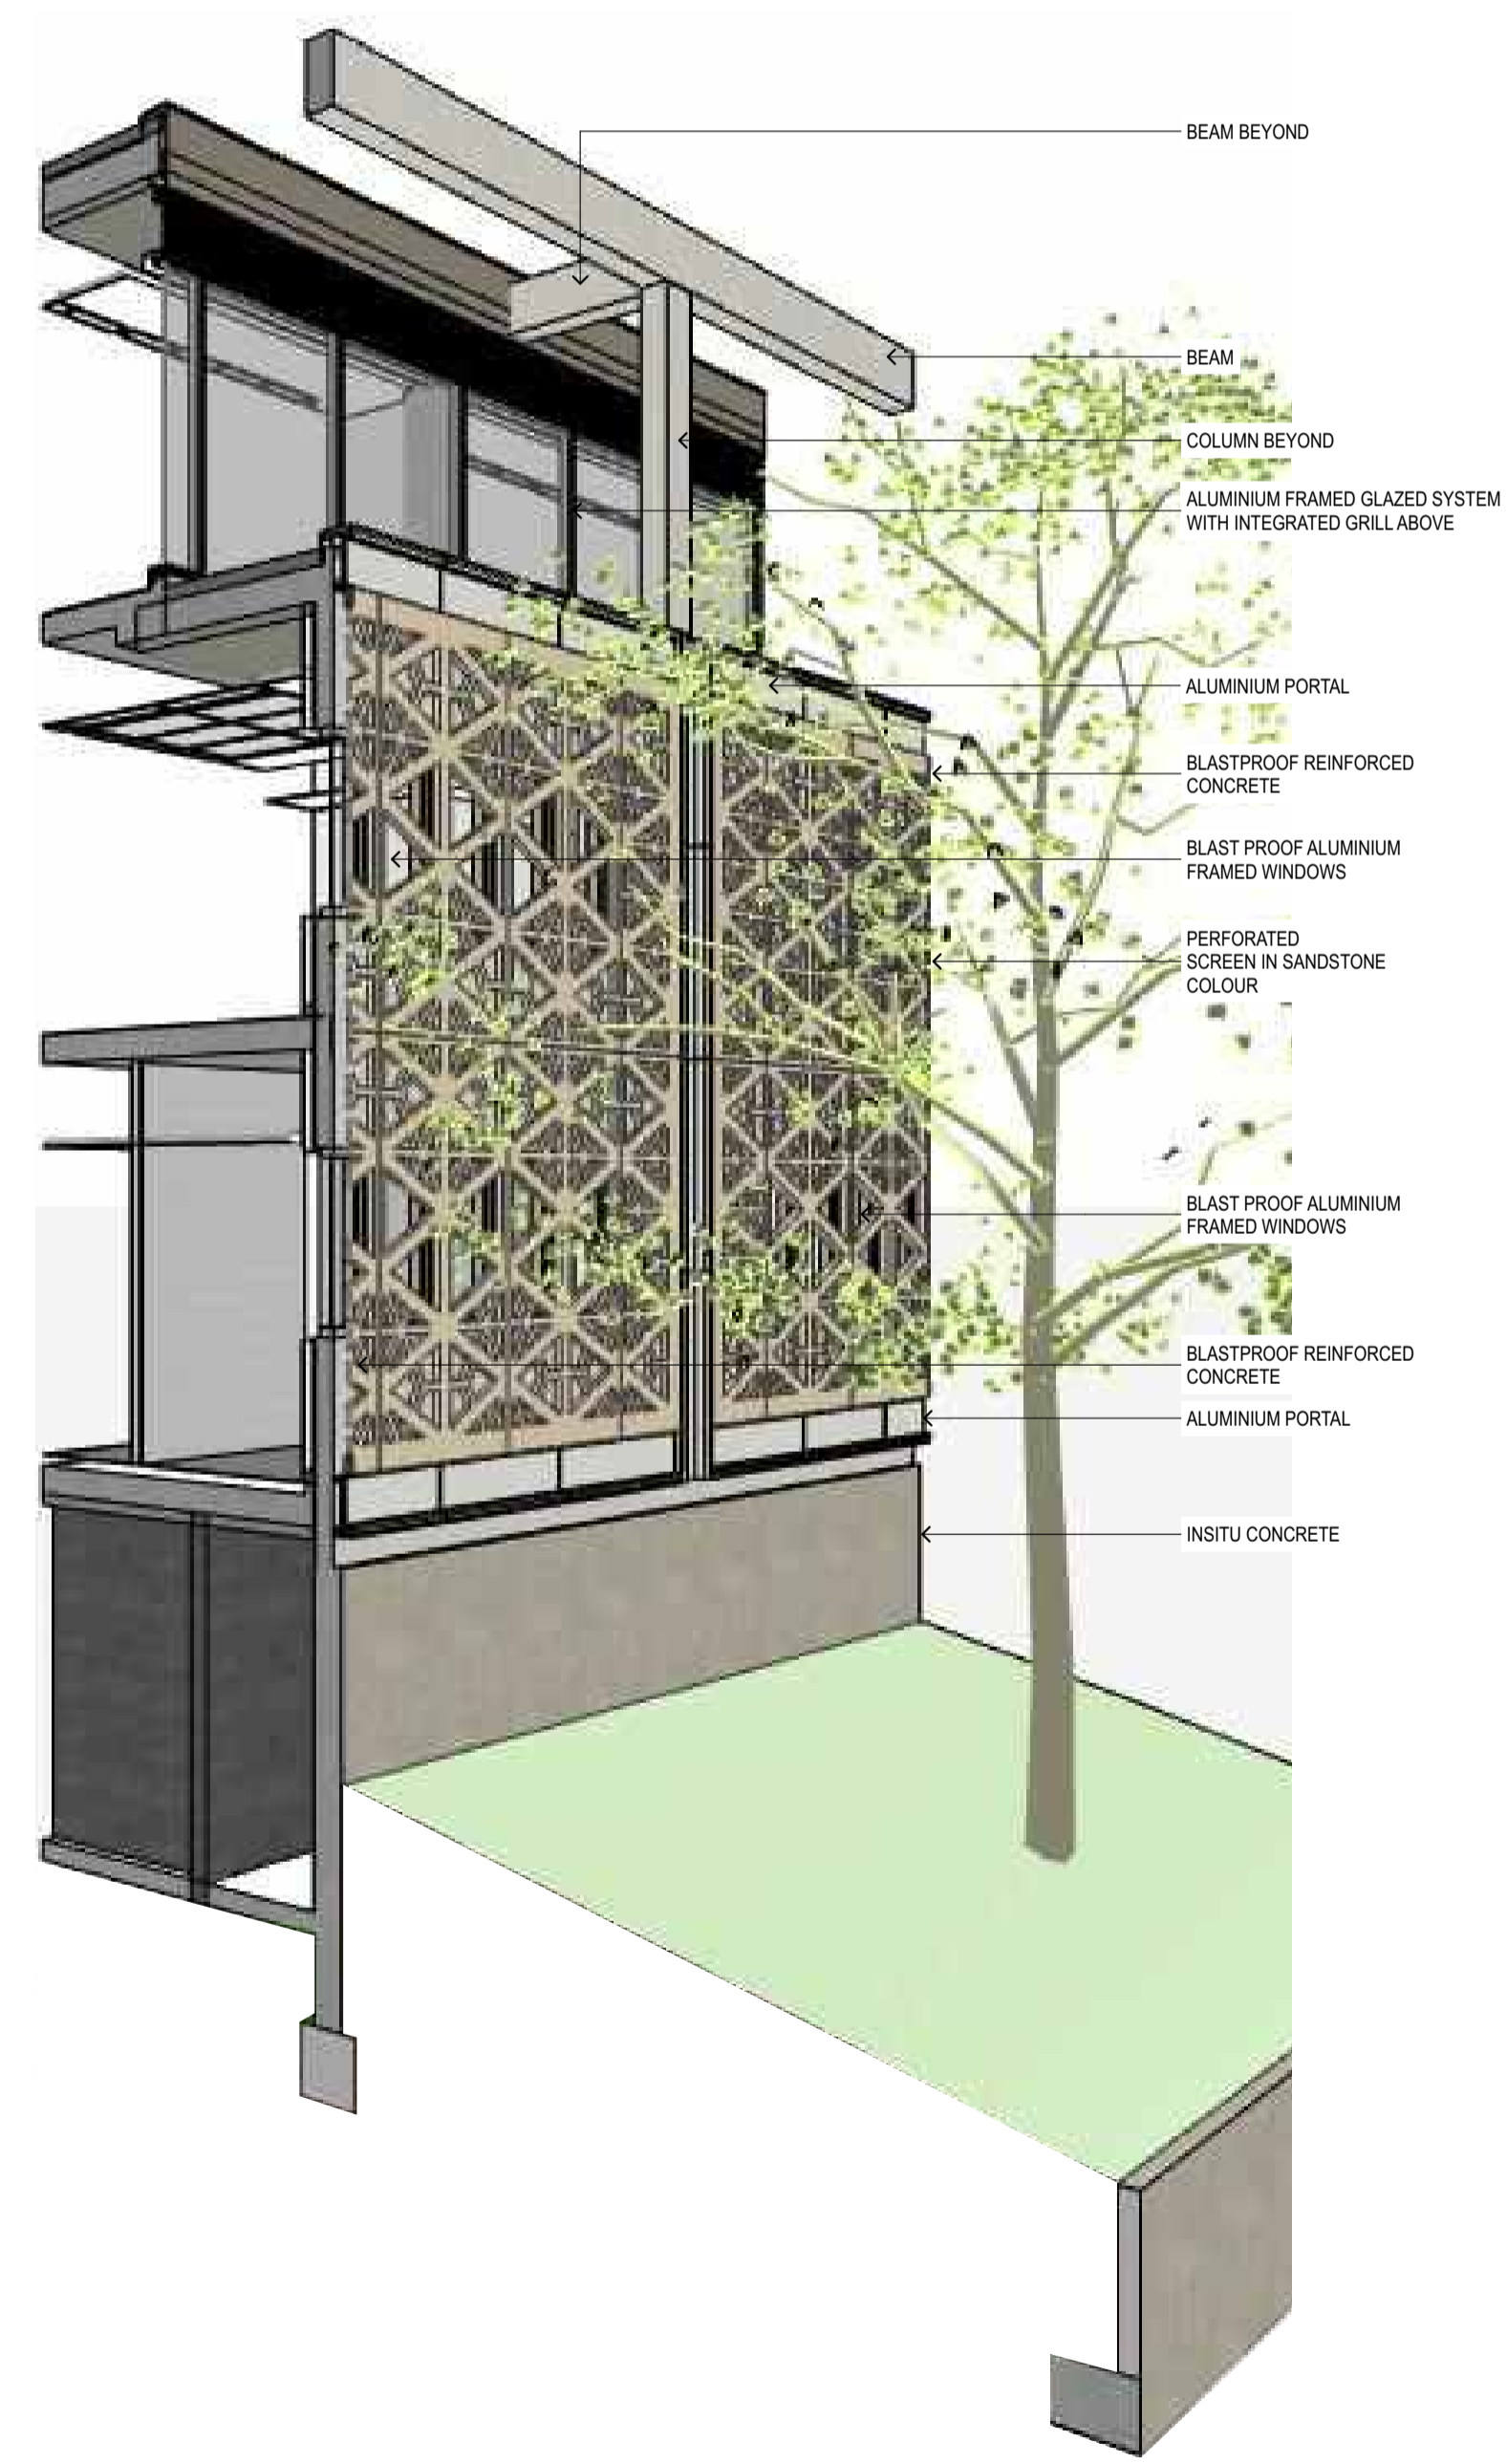 BEAM BEYOND
BEAM
COLUMN BEYOND
ALUMINIUM FRAMED GLAZED SYSTEM
WITH INTEGRATED GRILL ABOVE
ALUMINIUM PORTAL
BLASTPROOF REINFORCED
CONCRETE
BLAST PROOF ALUMINIUM
FRAMED WINDOWS
PERFORATED
SCREEN IN SANDSTONE
COLOUR
BLAST PROOF ALUMINIUM
FRAMED WINDOWS
BLASTPROOF REINFORCED
CONCRETE
ALUMINIUM PORTAL
INSITU CONCRETE